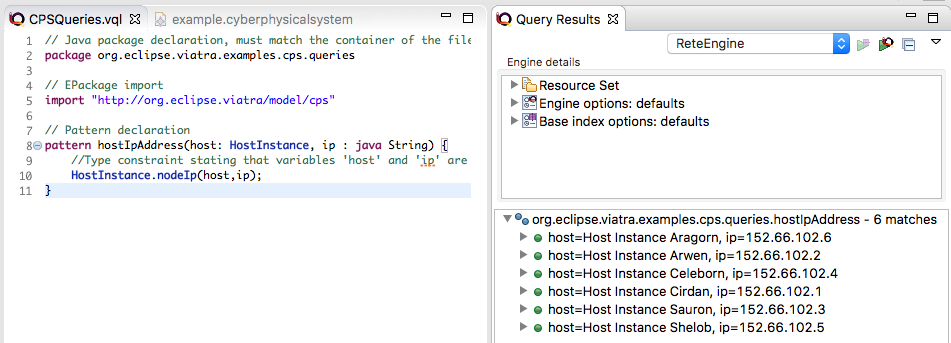 CPSQueries.vql
example.cyberphysicalsystem
1 // Java package declaration, must match the container of the file
2 package org.eclipse.viatra.examples.cps.queries
3
4 // EPackage import
5 import "http://org.eclipse.viatra/model/cps"
6
7 // Pattern declaration
8 pattern hostIpAddress(host: HostInstance, ip : java String) {
9 //Type constraint stating that variables 'host' and 'ip' are
10 HostInstance.nodeIp(host,ip);
11 }
Query Results
ReteEngine
Engine details
Resource Set
Engine options: defaults
Base index options: defaults
org.eclipse.viatra.examples.cps.queries.hostIpAddress - 6 matches
host=Host Instance Aragorn, ip=152.66.102.6
host=Host Instance Arwen, ip=152.66.102.2
host=Host Instance Celeborn, ip=152.66.102.4
host=Host Instance Cirdan, ip=152.66.102.1
host=Host Instance Sauron, ip=152.66.102.3
host=Host Instance Shelob, ip=152.66.102.5